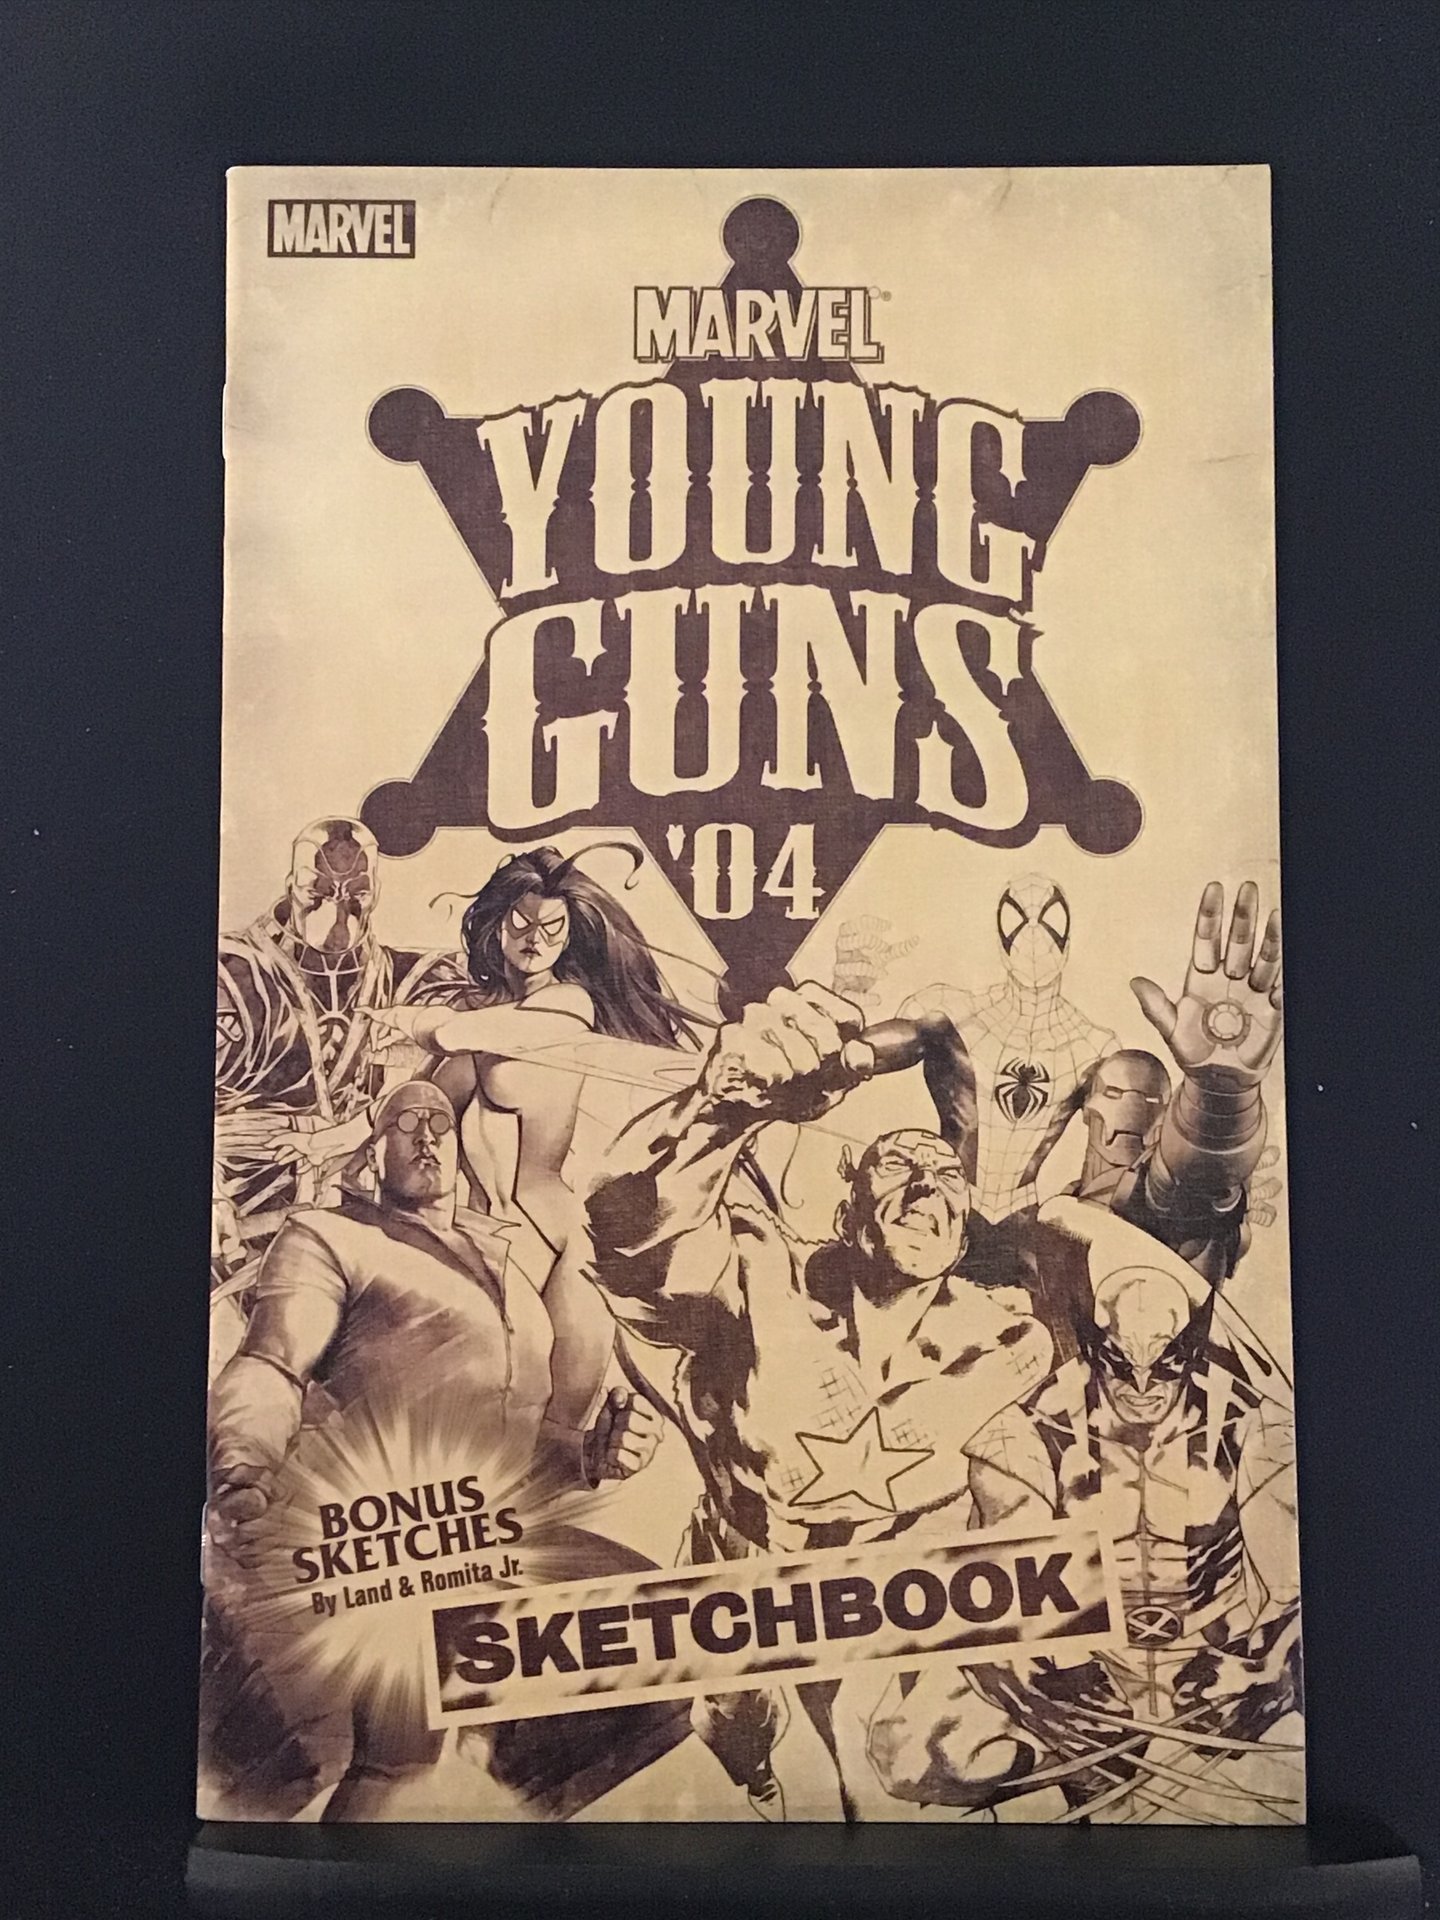 MARVEL
MARVEL®
YOUNG
GUNS
'04
BONUS
SKETCHES
By Land & Romita Jr.
SKETCHBOOK